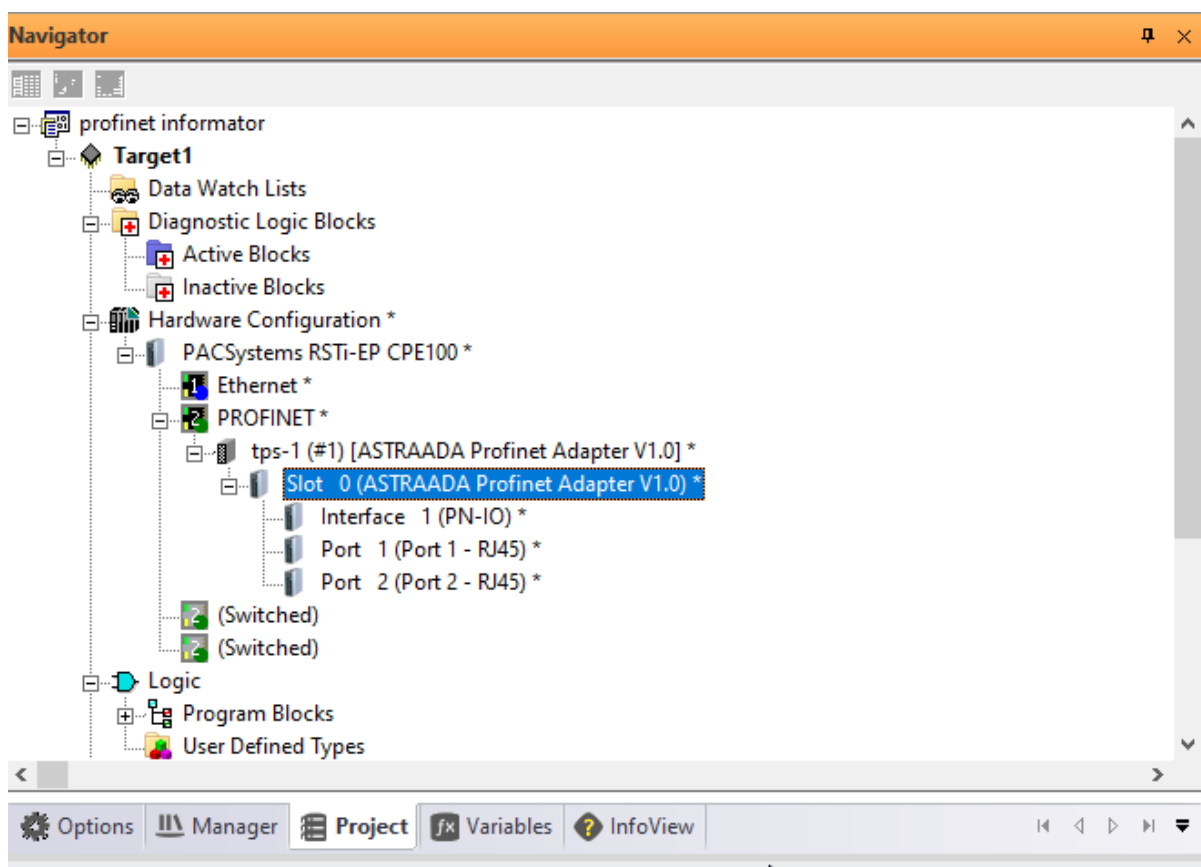 Navigator
profinet informator
Target1
Data Watch Lists
Diagnostic Logic Blocks
Active Blocks
Inactive Blocks
Hardware Configuration *
PACSystems RSTi-EP CPE100 *
Ethernet *
PROFINET *
tps-1 (#1) [ASTRAADA Profinet Adapter V1.0] *
Slot 0 (ASTRAADA Profinet Adapter V1.0) *
Interface 1 (PN-IO) *
Port 1 (Port 1 - RJ45) *
Port 2 (Port 2 - RJ45) *
(Switched)
(Switched)
Logic
Program Blocks
User Defined Types
Options Manager Project Variables InfoView